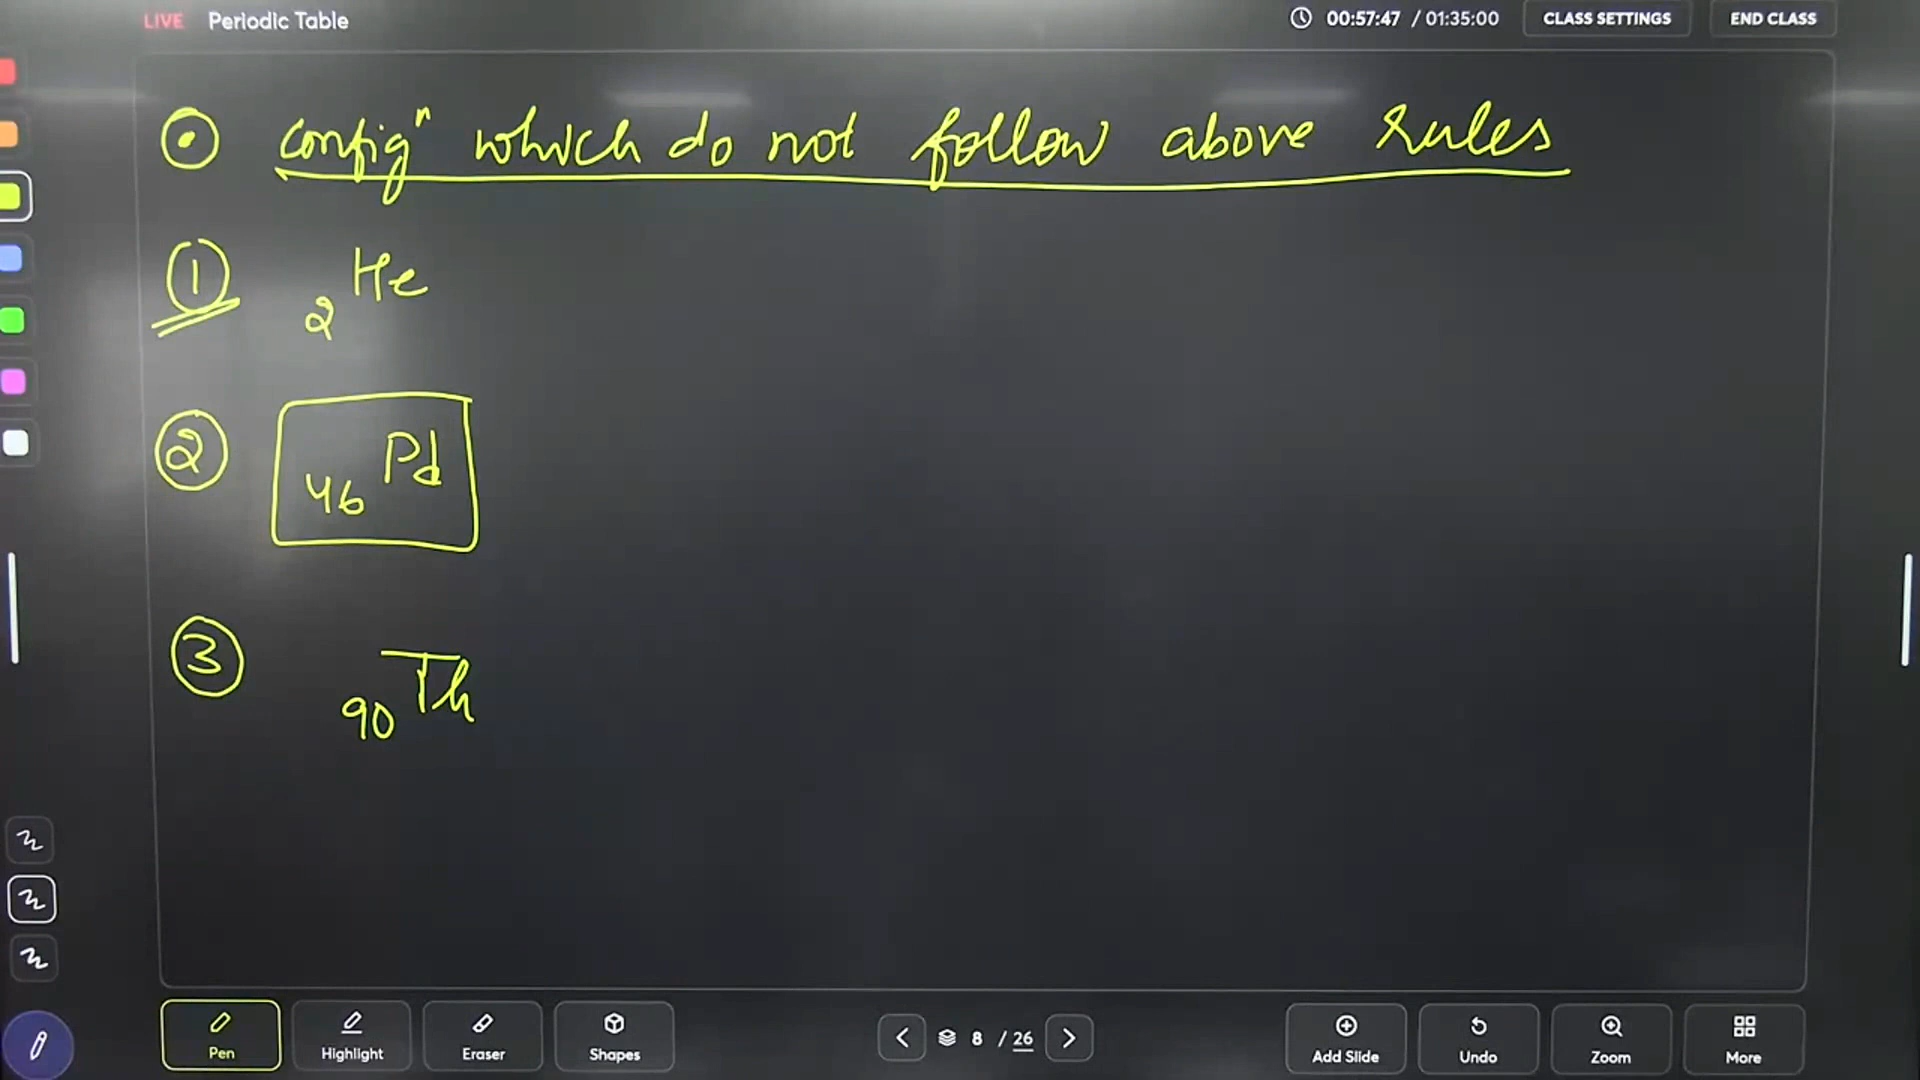 LIVE Periodic Table 00:57:47 / 01:35:00 CLASS SETTINGS END CLASS
configⁿ which do not follow above rules
① ₂He
② ₄₆Pd
③ ₉₀Th
Pen Highlight Eraser Shapes 8 / 26 Add Slide Undo Zoom More